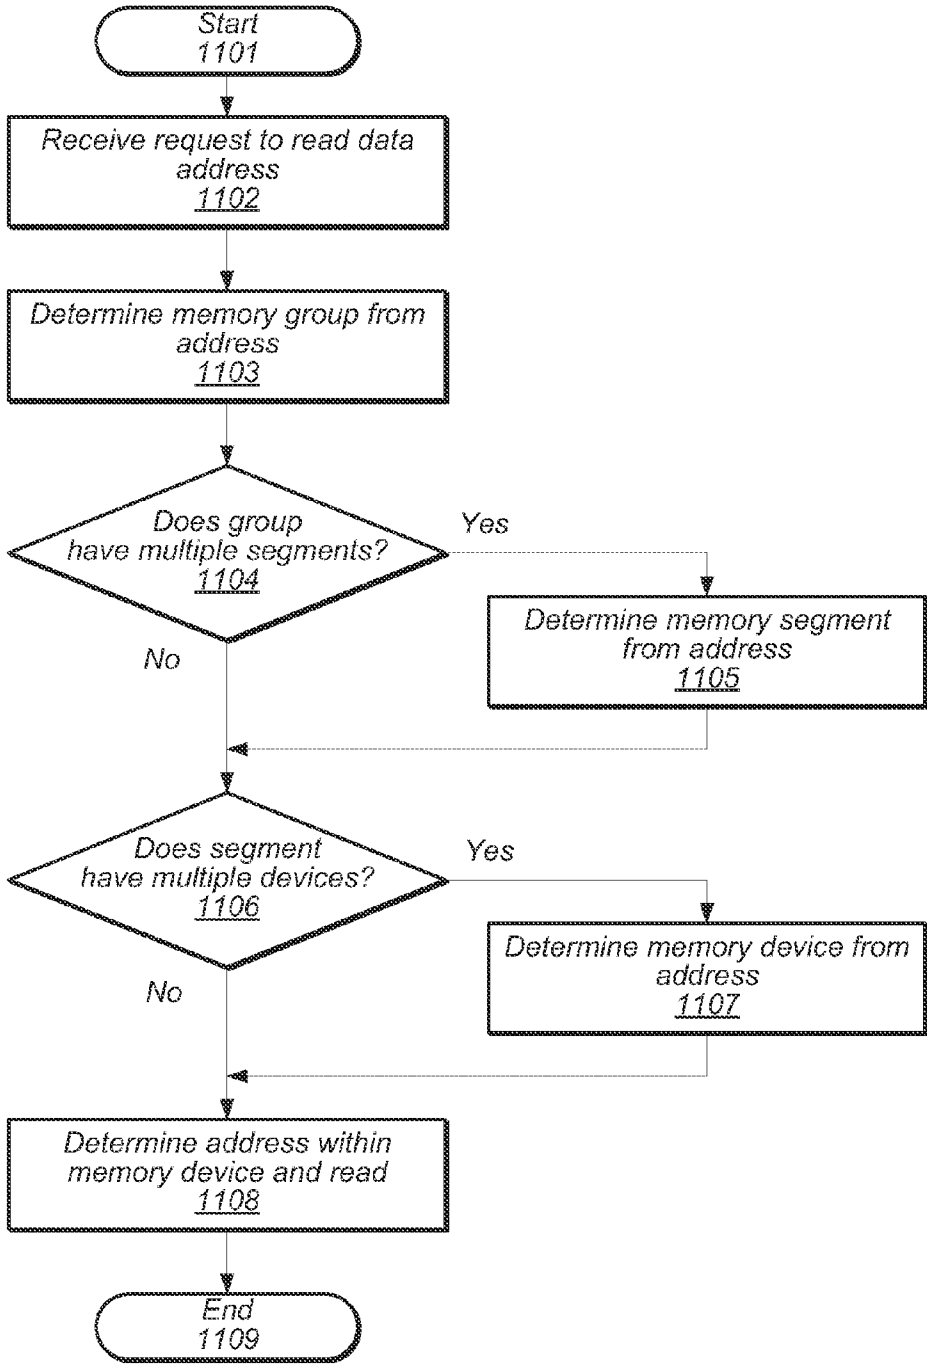 Start
1101
Receive request to read data
address
1102
Determine memory group from
address
1103
Does group
have multiple segments?
1104
Yes
Determine memory segment
from address
1105
No
Does segment
have multiple devices?
1106
Yes
Determine memory device from
address
1107
No
Determine address within
memory device and read
1108
End
1109